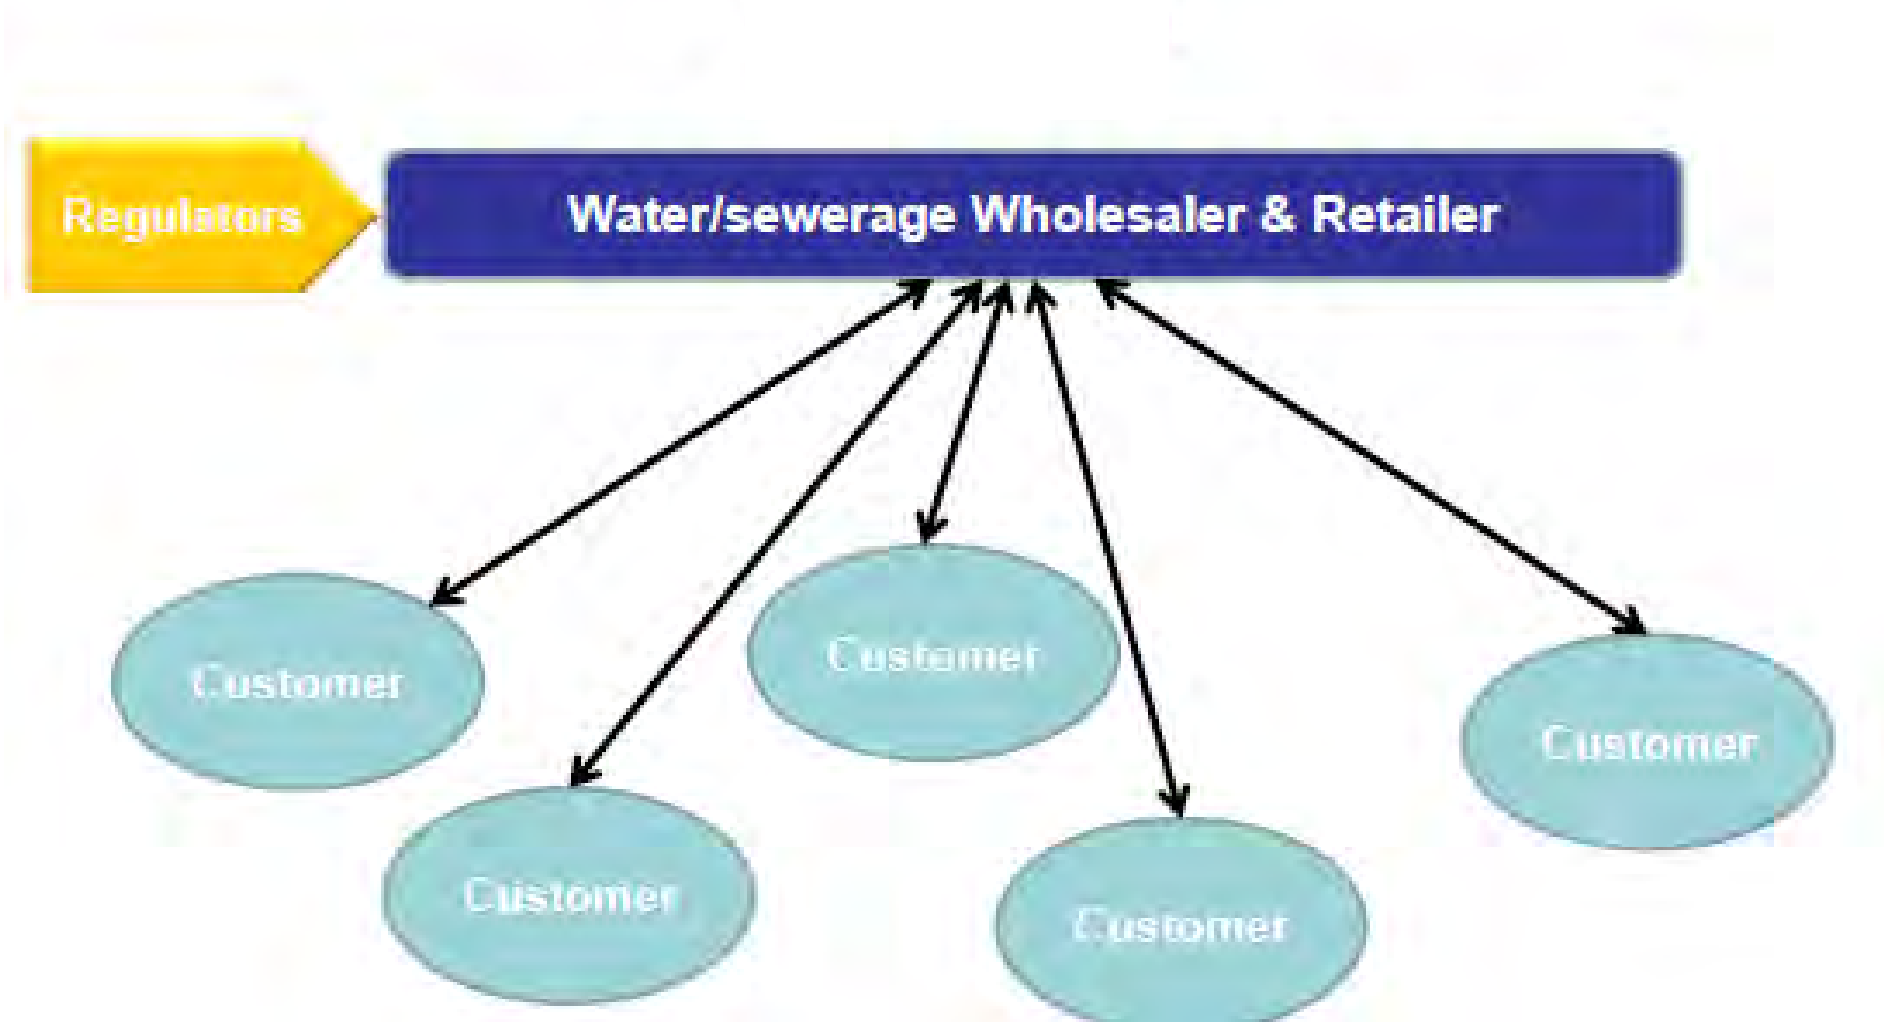 Regulators
Water/sewerage Wholesaler & Retailer
Customer
Customer
Customer
Customer
Customer